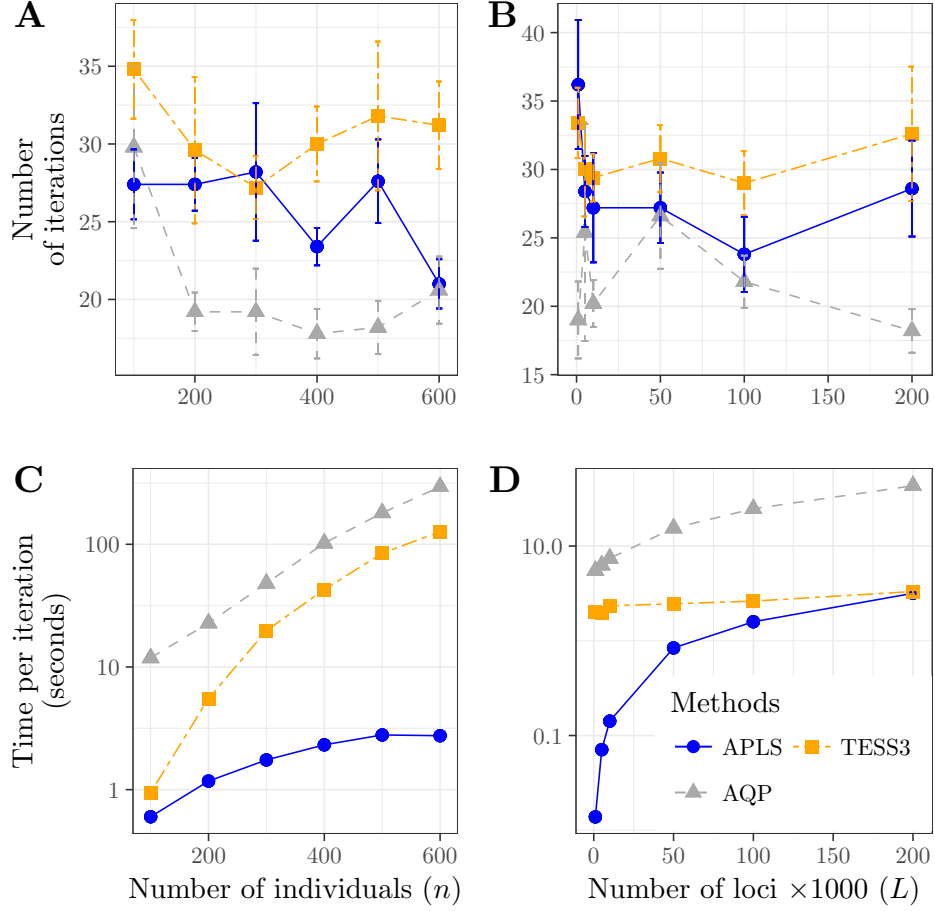 A
B
Number
of iterations
35
30
25
20
200
400
600
40
35
30
25
20
15
0
50
100
150
200
C
D
Time per iteration
(seconds)
100
10
1
200
400
600
Number of individuals (n)
10.0
0.1
0
50
100
150
200
Number of loci ×1000 (L)
Methods
APLS
TESS3
AQP